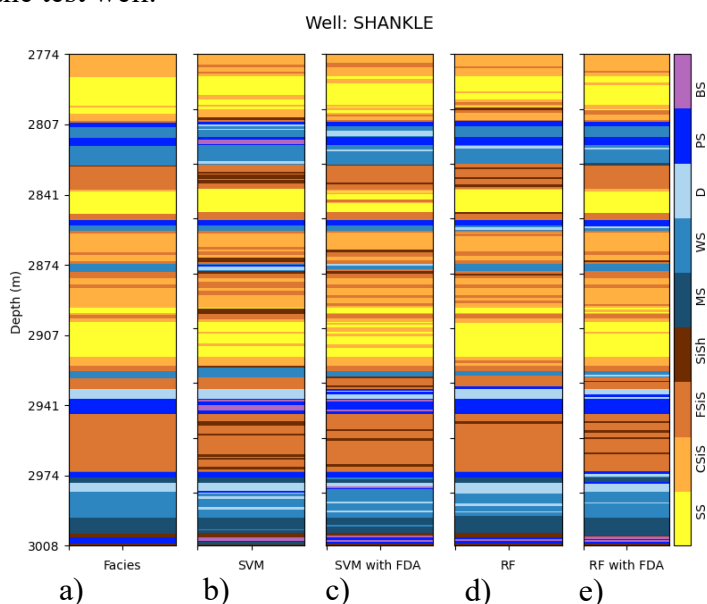 the test well.
Well: SHANKLE
2774
2807
2841
2874
2907
2941
2974
3008
Depth (m)
Facies
SVM
SVM with FDA
RF
RF with FDA
a)
b)
c)
d)
e)
BS
PS
D
WS
MS
SiSh
FSiS
CSiS
SS